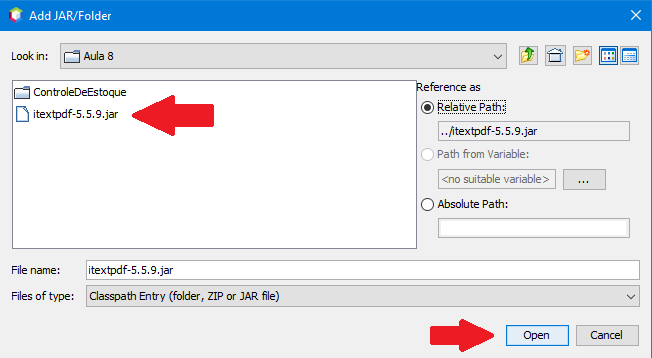 Add JAR/Folder
Look in: Aula 8
ControleDeEstoque
itextpdf-5.5.9.jar
Reference as
Relative Path:
../itextpdf-5.5.9.jar
Path from Variable:
<no suitable variable> ...
Absolute Path:
File name: itextpdf-5.5.9.jar
Files of type: Classpath Entry (folder, ZIP or JAR file)
Open Cancel